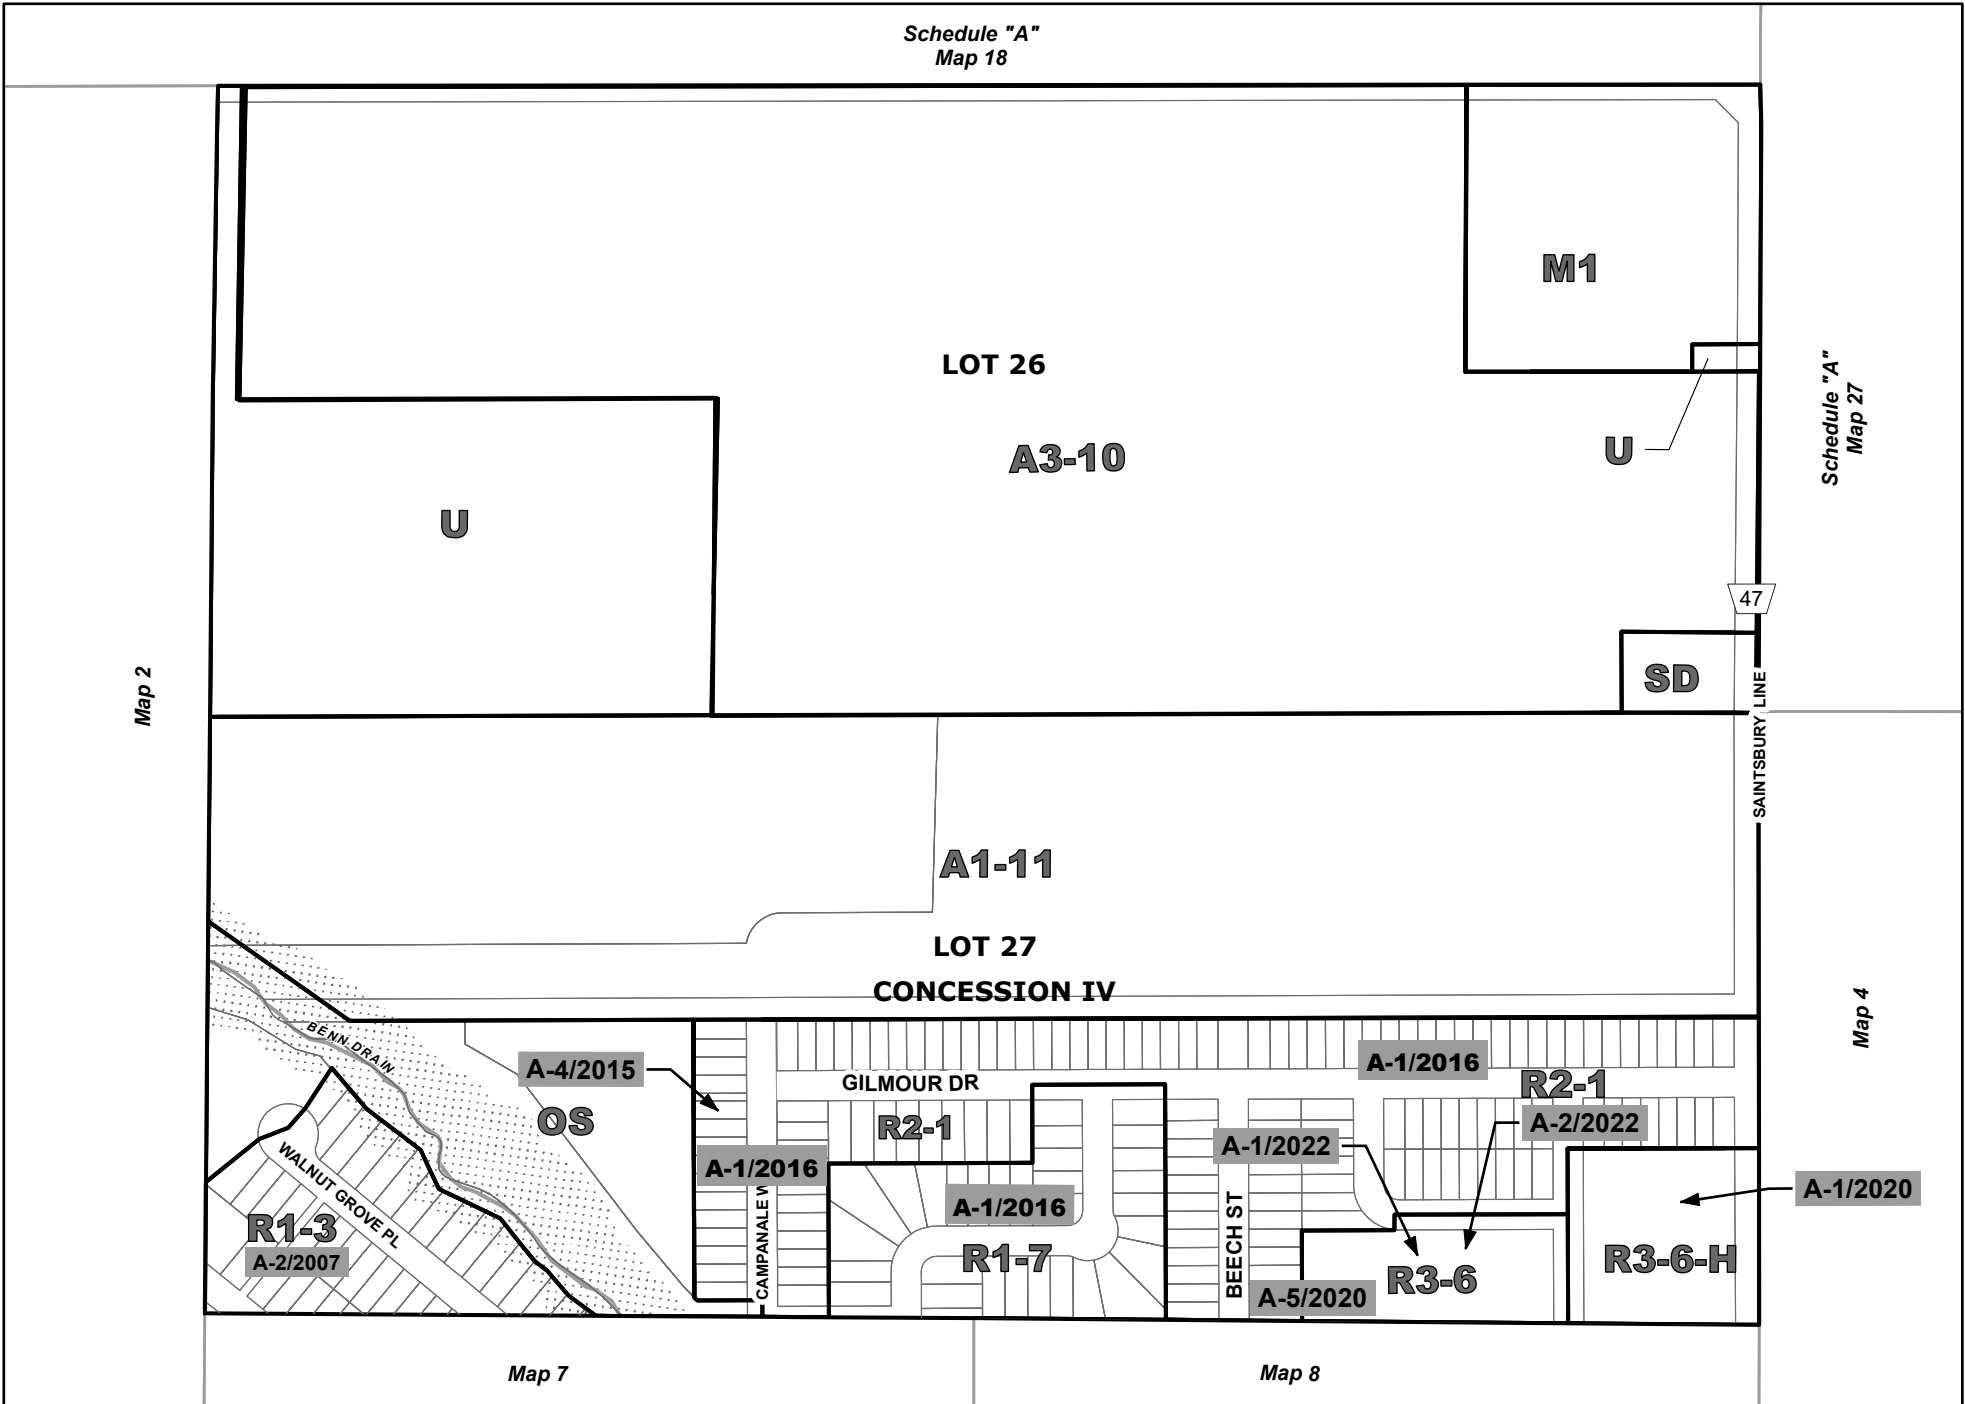 Schedule "A"
Map 18
M1
LOT 26
Schedule "A"
Map 27
A3-10
U
U
47
Map 2
SD
SAINTSBURY LINE
A1-11
LOT 27
CONCESSION IV
Map 4
BENN DRAIN
A-4/2015
GILMOUR DR
A-1/2016
R2-1
OS
R2-1
A-2/2022
A-1/2022
A-1/2016
A-1/2020
WALNUT GROVE PL
A-1/2016
R1-3
A-2/2007
CAMPANALE W
R1-7
BEECH ST
R3-6
R3-6-H
A-5/2020
Map 7
Map 8